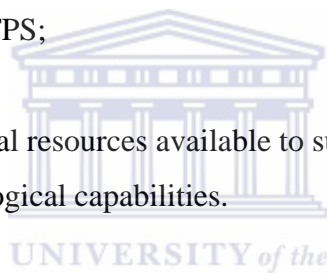 TPS;
al resources available to su
ogical capabilities.
UNIVERSITY of the